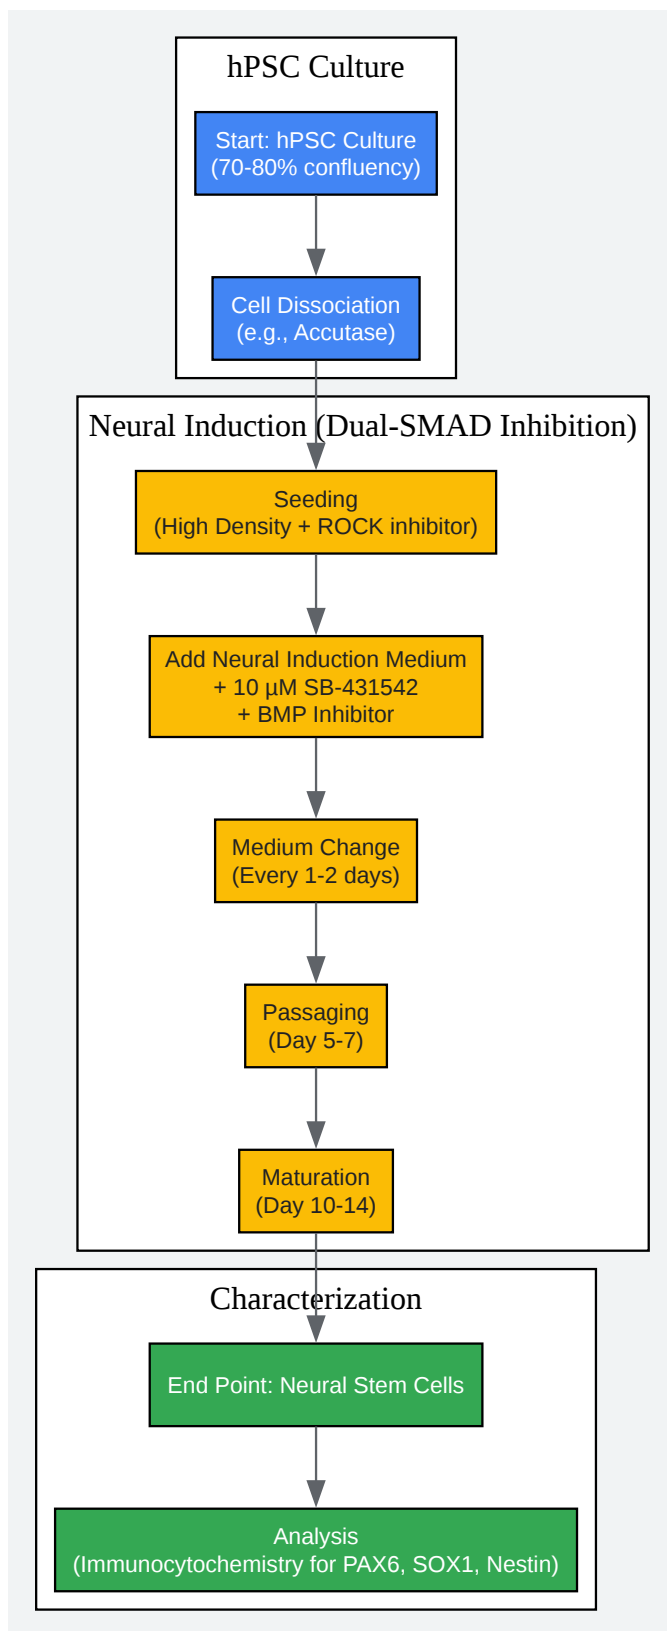 hPSC Culture
Start: hPSC Culture
(70-80% confluency)
Cell Dissociation
(e.g., Accutase)
Neural Induction (Dual-SMAD Inhibition)
Seeding
(High Density + ROCK inhibitor)
Add Neural Induction Medium
+ 10 µM SB-431542
+ BMP Inhibitor
Medium Change
(Every 1-2 days)
Passaging
(Day 5-7)
Maturation
(Day 10-14)
Characterization
End Point: Neural Stem Cells
Analysis
(Immunocytochemistry for PAX6, SOX1, Nestin)